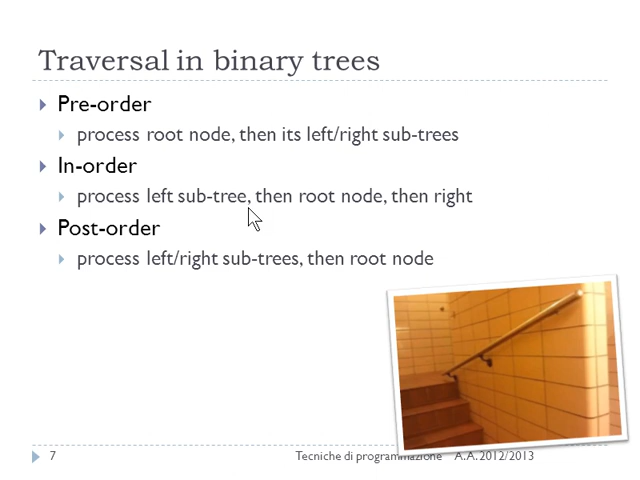 Traversal in binary trees
Pre-order
process root node, then its left/right sub-trees
In-order
process left sub-tree, then root node, then right
Post-order
process left/right sub-trees, then root node
7
Tecniche di programmazione A.A. 2012/2013